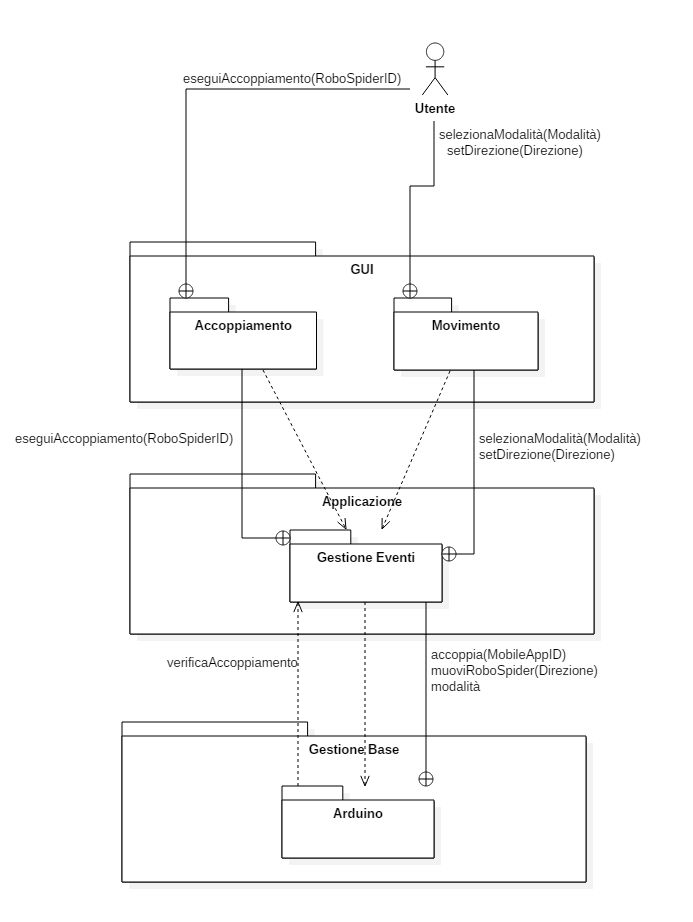 eseguiAccoppiamento(RoboSpiderID)
Utente
selezionaModalità(Modalità)
setDirezione(Direzione)
GUI
Accoppiamento
Movimento
eseguiAccoppiamento(RoboSpiderID)
selezionaModalità(Modalità)
setDirezione(Direzione)
Applicazione
Gestione Eventi
verificaAccoppiamento
accoppia(MobileAppID)
muoviRoboSpider(Direzione)
modalità
Gestione Base
Arduino